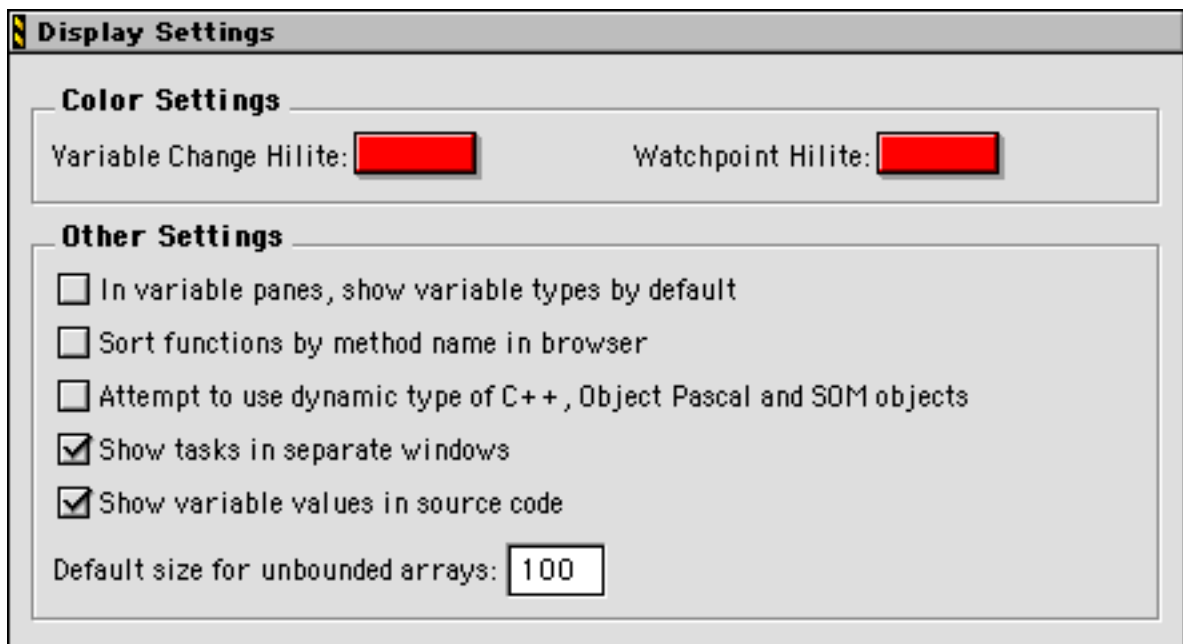 Display Settings
Color Settings
Variable Change Hilite: Watchpoint Hilite:
Other Settings
In variable panes, show variable types by default
Sort functions by method name in browser
Attempt to use dynamic type of C++, Object Pascal and SOM objects
Show tasks in separate windows
Show variable values in source code
Default size for unbounded arrays: 100